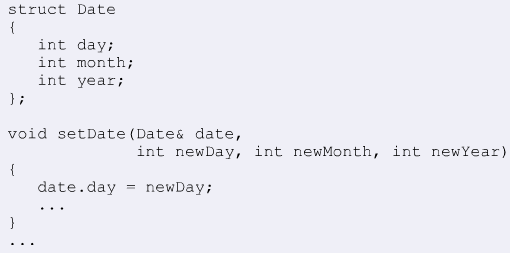 struct Date
{
   int day;
   int month;
   int year;
};

void setDate(Date& date,
             int newDay, int newMonth, int newYear)
{
   date.day = newDay;
   ...
}
...